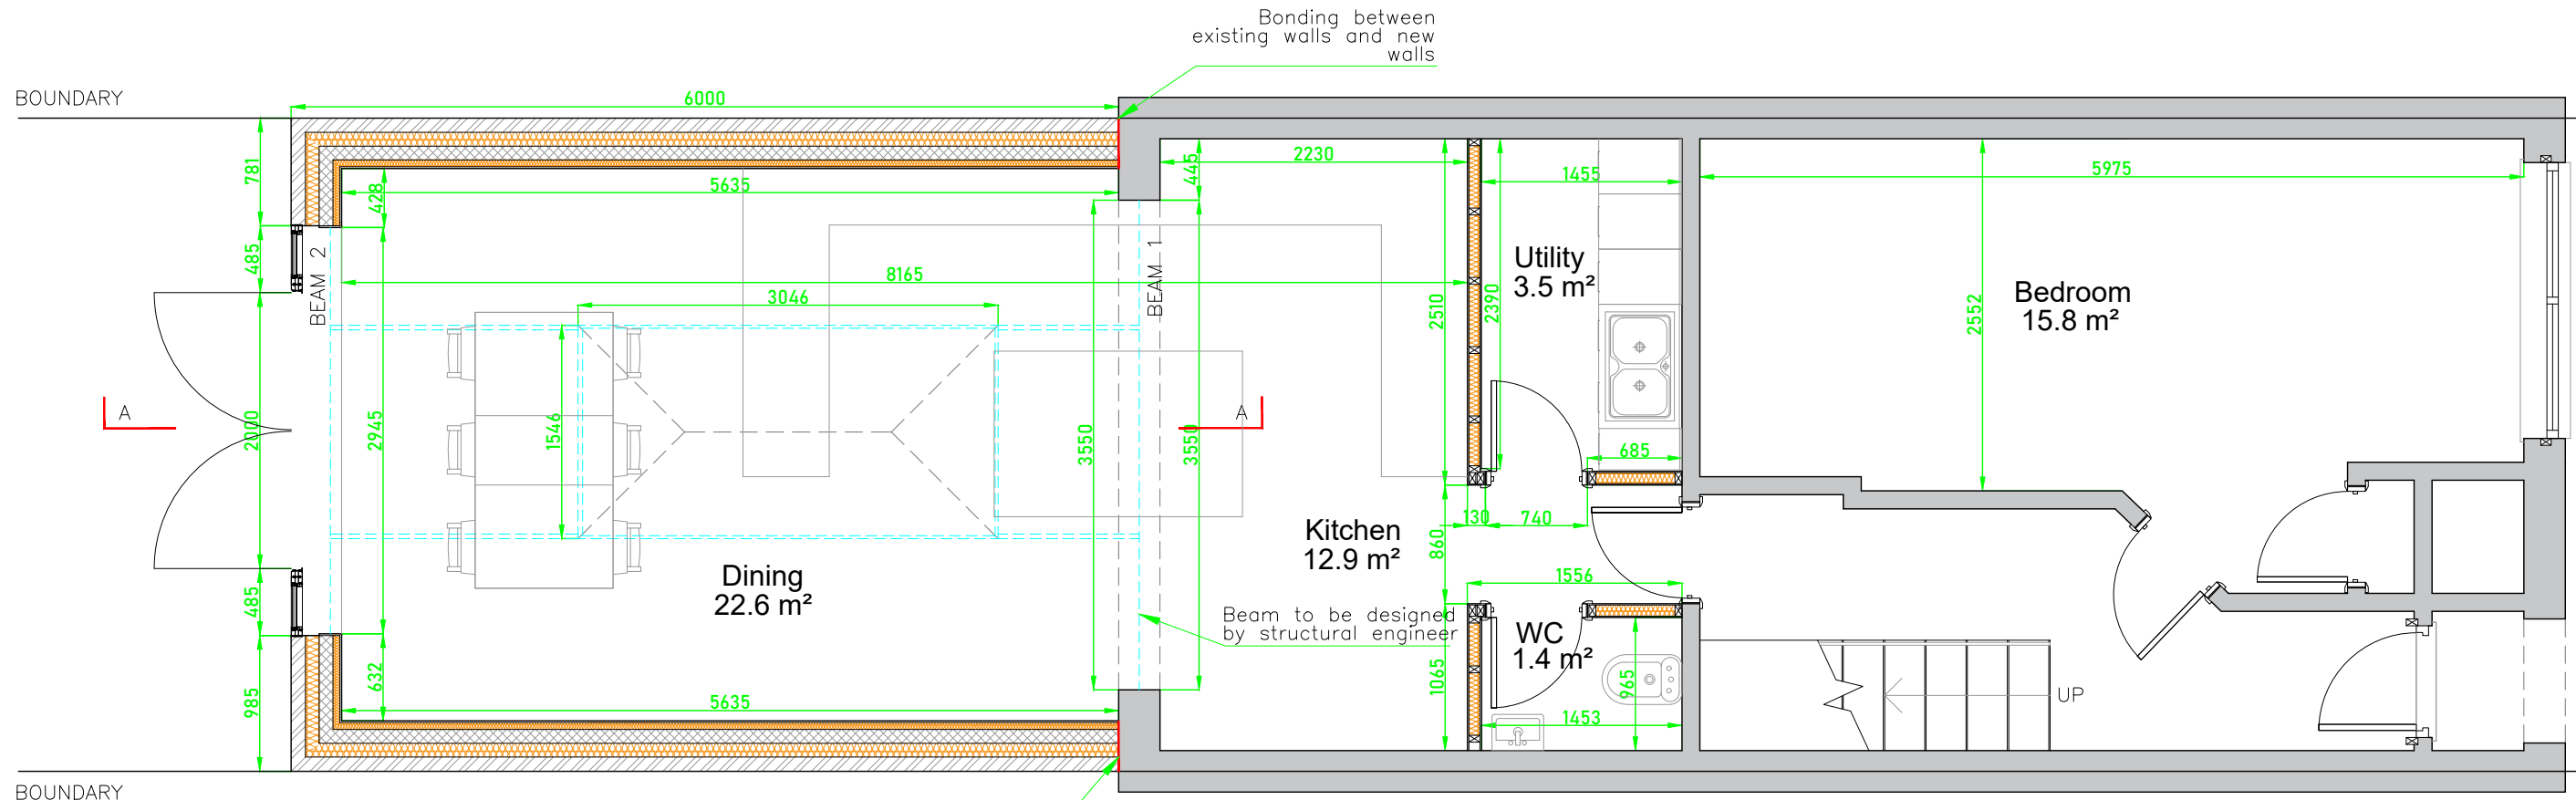 Bonding between
existing walls and new
walls
BOUNDARY
6000
781
428
5635
445
2230
1455
5975
485
BEAM 2
8165
3046
BEAM 1
2510
2390
Utility
3.5 m²
2552
Bedroom
15.8 m²
A
2000
2945
1546
3550
3550
A
685
130
740
860
Kitchen
12.9 m²
Dining
22.6 m²
1556
485
Beam to be designed
by structural engineer
WC
1.4 m²
632
985
1065
965
5635
1453
UP
BOUNDARY